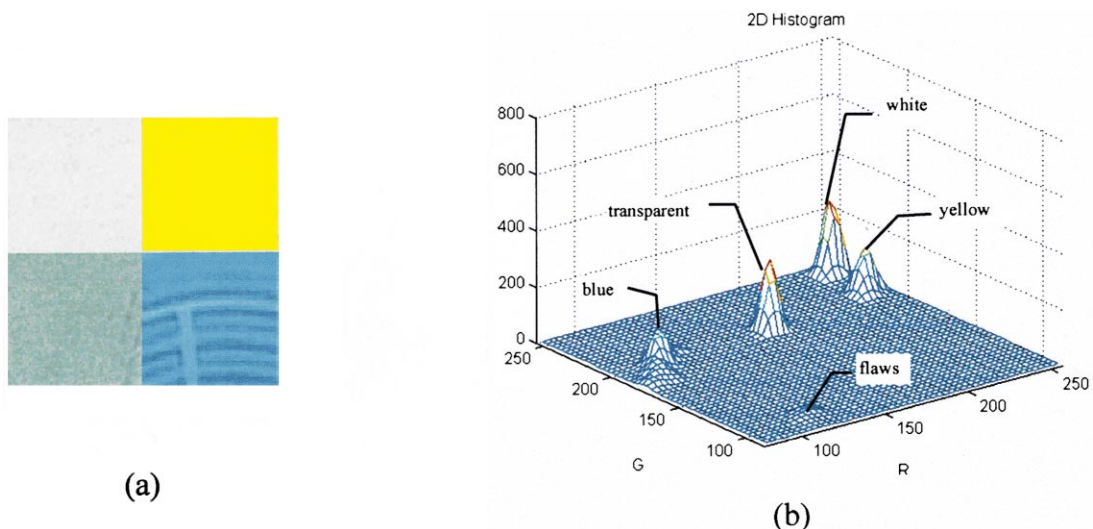 2D Histogram
800
white
600
transparent
yellow
400
blue
200
0
flaws
250
250
200
200
150
150
100
100
G
R
(a)
(b)